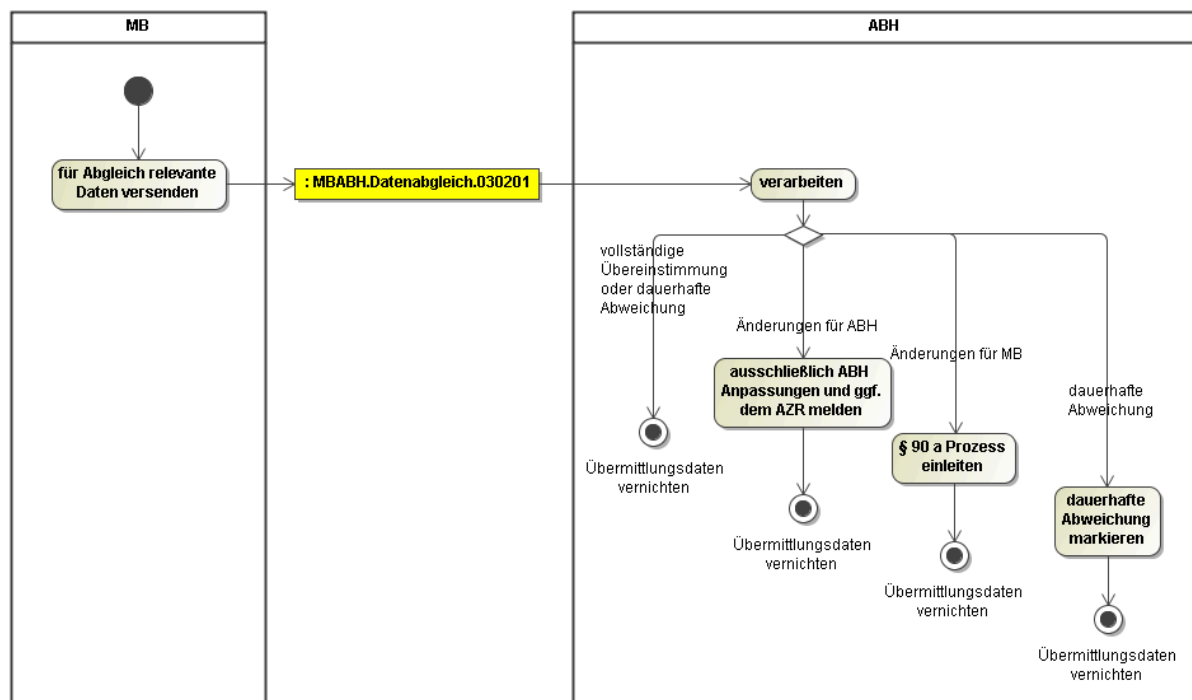 MB
ABH
für Abgleich relevante
Daten versenden
: MBABH.Datenabgleich.030201
verarbeiten
vollständige
Übereinstimmung
oder dauerhafte
Abweichung
Änderungen für ABH
Änderungen für MB
dauerhafte
Abweichung
ausschließlich ABH
Anpassungen und ggf.
dem AZR melden
§ 90 a Prozess
einleiten
dauerhafte
Abweichung
markieren
Übermittlungsdaten
vernichten
Übermittlungsdaten
vernichten
Übermittlungsdaten
vernichten
Übermittlungsdaten
vernichten